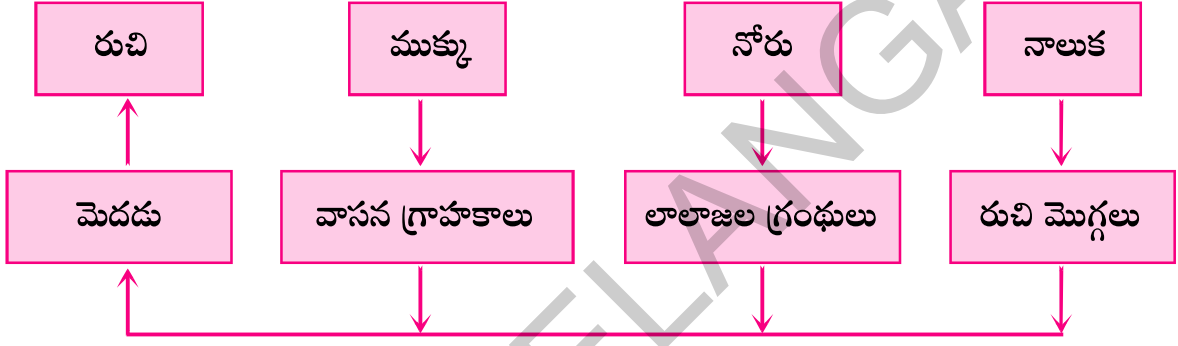 రుచి ముక్కు నోరు నాలుక
మెదడు వాసన గ్రాహకాలు లాలాజల గ్రంథులు రుచి మొగ్గలు